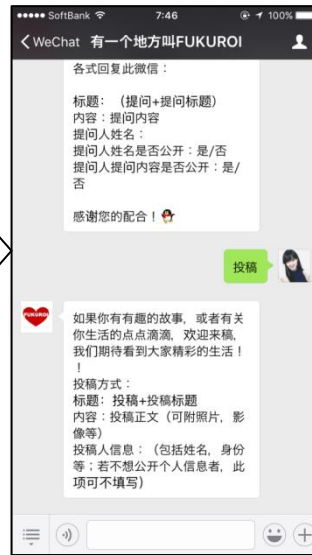 SoftBank 7:46 100%
WeChat 有一个地方叫FUKUROI
各式回复此微信：
标题：（提问+提问标题）
内容：提问内容
提问人姓名：
提问人姓名是否公开：是/否
提问人提问内容是否公开：是/
否
感谢您的配合！
投稿
FUKUROI
如果你有有趣的故事，或者有关
你生活的点点滴滴，欢迎来稿，
我们期待看到大家精彩的生活！
！
投稿方式：
标题：投稿+投稿标题
内容：投稿正文（可附照片，影
像等）
投稿人信息：（包括姓名，身份
等；若不想公开个人信息者，此
项可不填写）